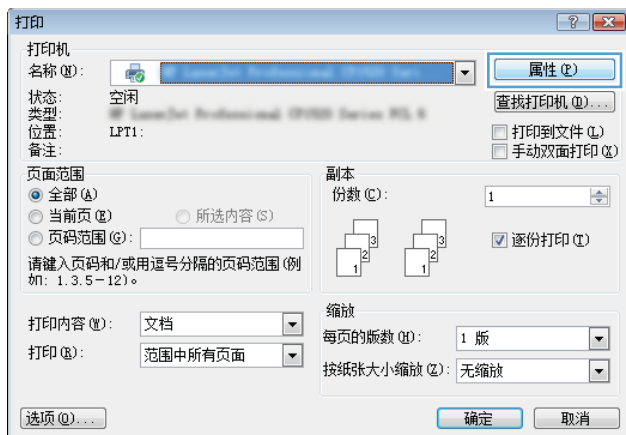 打印
打印机
名称(N):
属性(P)
状态: 空闲
类型:
查找打印机(D)...
位置: LPT1:
打印到文件(L)
备注:
手动双面打印(X)
页面范围
全部(A)
当前页(E) 所选内容(S)
页码范围(G):
请键入页码和/或用逗号分隔的页码范围(例
如: 1.3.5-12)。
副本
份数(C): 1
逐份打印(T)
1 2 3 1 2 3
打印内容(W): 文档
打印(R): 范围中所有页面
缩放
每页的版数(H): 1 版
按纸张大小缩放(Z): 无缩放
选项(O)...
确定 取消